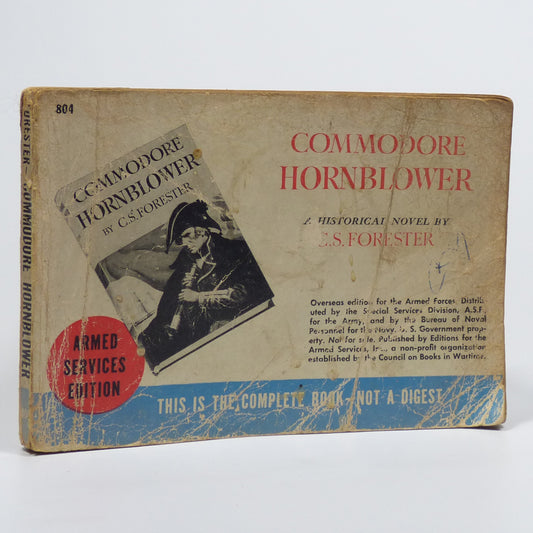 804
FORESTER – COMMODORE HORNBLOWER
COMMODORE
HORNBLOWER
BY C.S. FORESTER
COMMODORE
HORNBLOWER
A HISTORICAL NOVEL BY
C.S. FORESTER
Overseas edition for the Armed Forces. Distrib-
uted by the Special Services Division, A.S.F.,
for the Army, and by the Bureau of Naval
Personnel for the Navy. U. S. Government prop-
erty. Not for sale. Published by Editions for the
Armed Services, Inc., a non-profit organization
established by the Council on Books in Wartime.
ARMED
SERVICES
EDITION
THIS IS THE COMPLETE BOOK—NOT A DIGEST